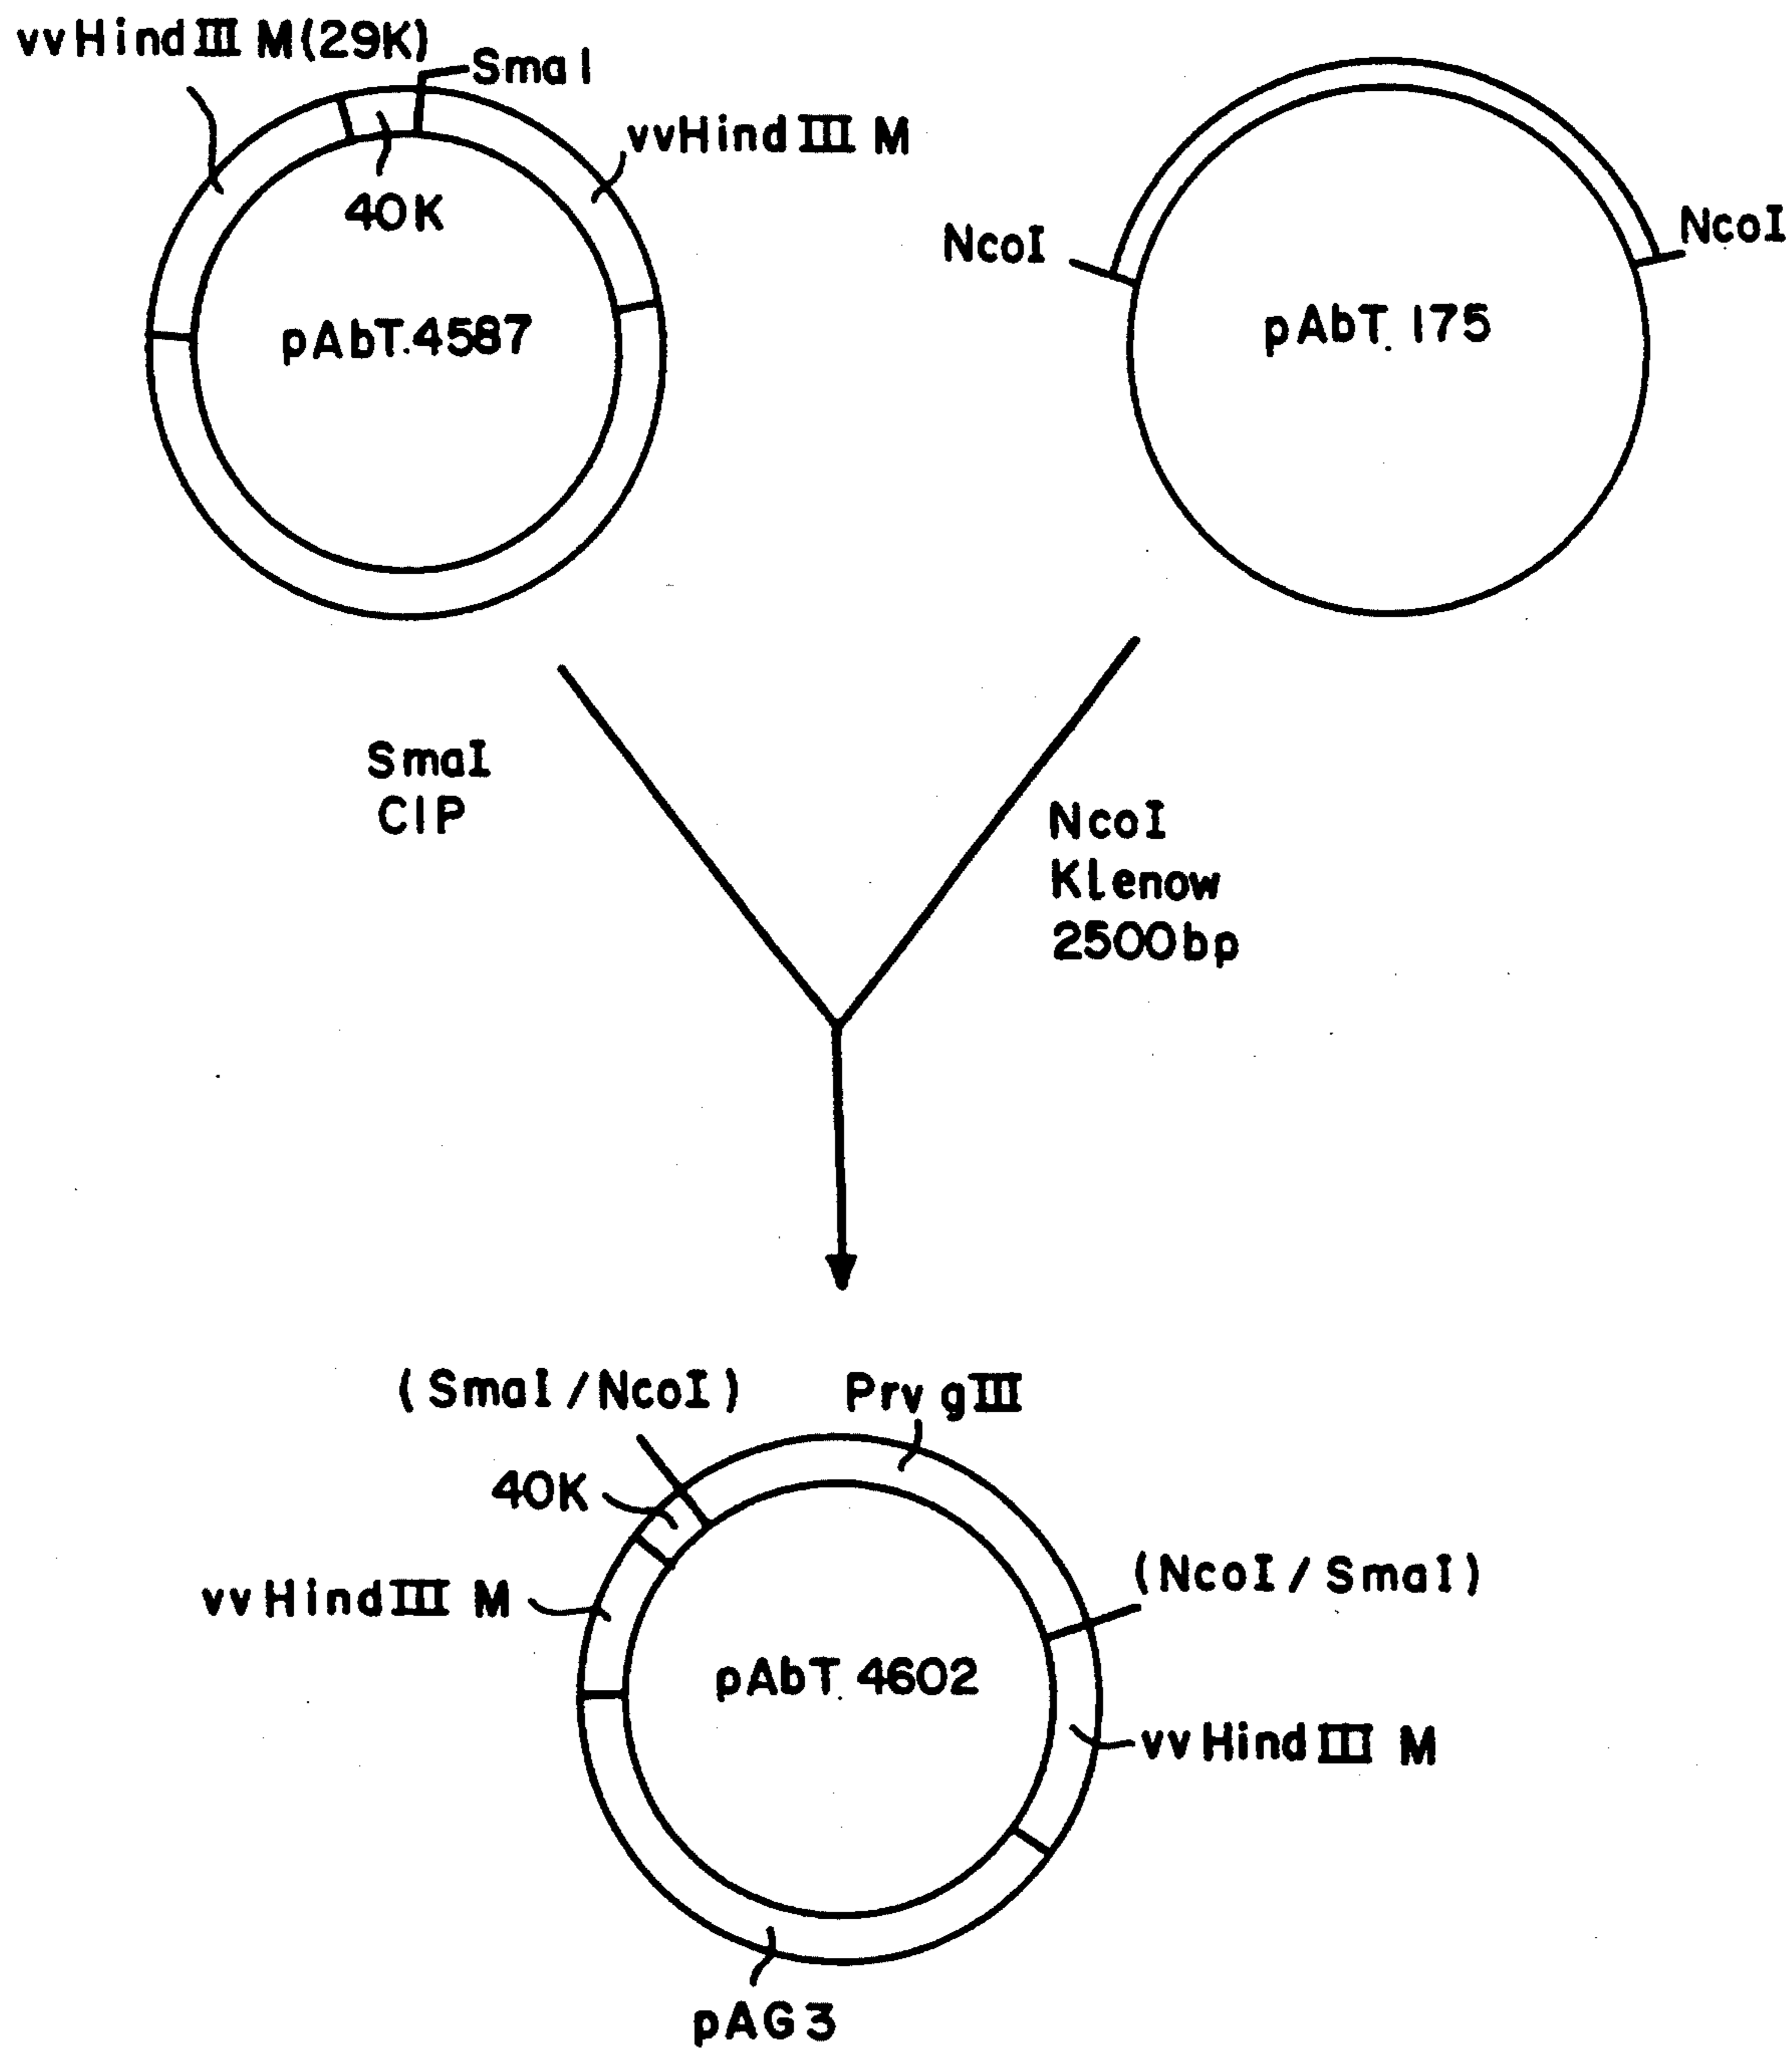 vvHindIII M(29K)
SmaI
vvHindIII M
40K
pAbT.4587
NcoI
NcoI
pAbT.175
SmaI
CIP
NcoI
Klenow
2500bp
(SmaI/NcoI)
Prv gIII
40K
vvHindIII M
(NcoI/SmaI)
pAbT.4602
vvHindIII M
pAG3